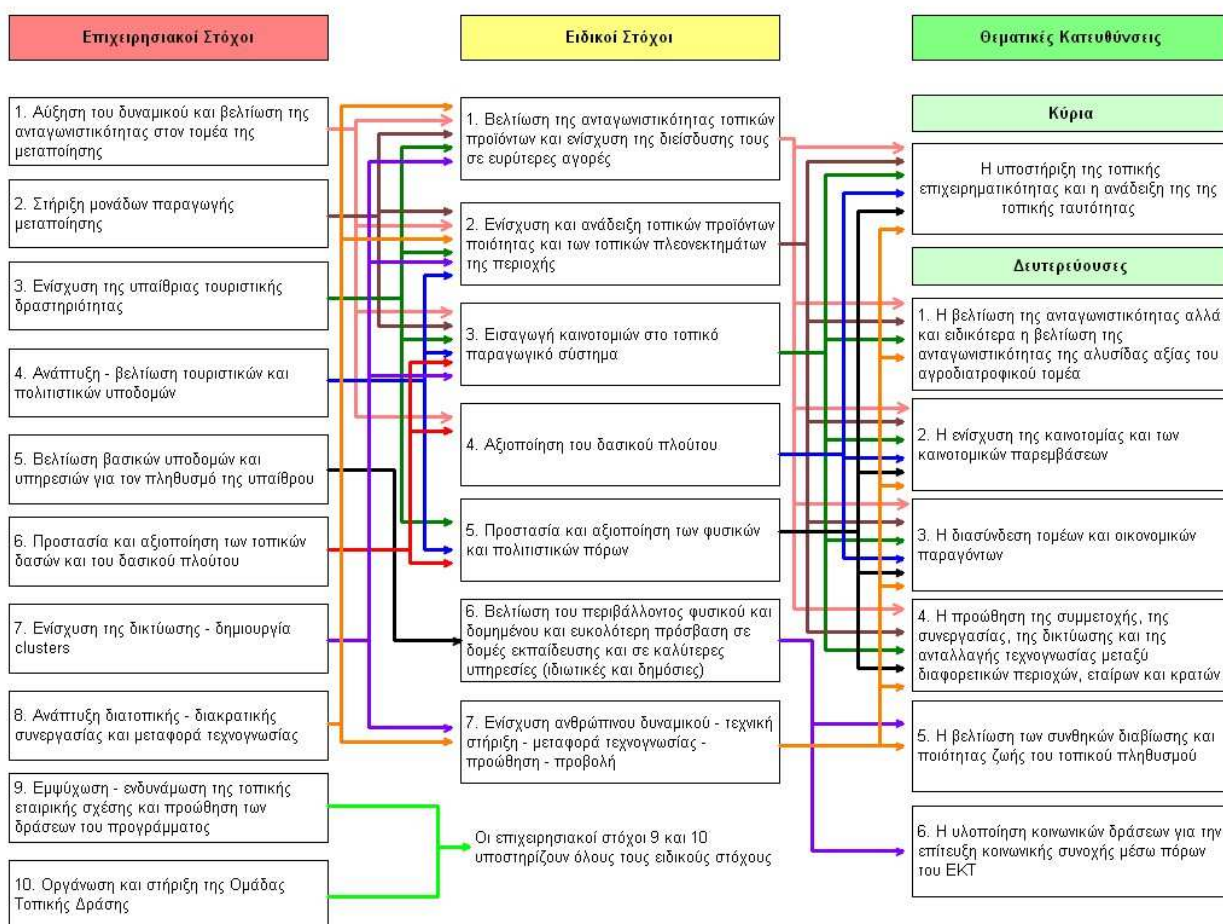 Επιχειρησιακοί Στόχοι
1. Αύξηση του δυναμικού και βελτίωση της
ανταγωνιστικότητας στον τομέα της
μεταποίησης
2. Στήριξη μονάδων παραγωγής
μεταποίησης
3. Ενίσχυση της υπαίθριας τουριστικής
δραστηριότητας
4. Ανάπτυξη - βελτίωση τουριστικών και
πολιτιστικών υποδομών
5. Βελτίωση βασικών υποδομών και
υπηρεσιών για τον πληθυσμό της υπαίθρου
6. Προστασία και αξιοποίηση των τοπικών
δασών και του δασικού πλούτου
7. Ενίσχυση της δικτύωσης - δημιουργία
clusters
8. Ανάπτυξη διατοπικής - διακρατικής
συνεργασίας και μεταφορά τεχνογνωσίας
9. Εμψύχωση - ενδυνάμωση της τοπικής
εταιρικής σχέσης και προώθηση των
δράσεων του προγράμματος
10. Οργάνωση και στήριξη της Ομάδας
Τοπικής Δράσης
Ειδικοί Στόχοι
1. Βελτίωση της ανταγωνιστικότητας τοπικών
προϊόντων και ενίσχυση της διείσδυσης τους
σε ευρύτερες αγορές
2. Ενίσχυση και ανάδειξη τοπικών προϊόντων
ποιότητας και των τοπικών πλεονεκτημάτων
της περιοχής
3. Εισαγωγή καινοτομιών στο τοπικό
παραγωγικό σύστημα
4. Αξιοποίηση του δασικού πλούτου
5. Προστασία και αξιοποίηση των φυσικών
και πολιτιστικών πόρων
6. Βελτίωση του περιβάλλοντος φυσικού και
δομημένου και ευκολότερη πρόσβαση σε
δομές εκπαίδευσης και σε καλύτερες
υπηρεσίες (ιδιωτικές και δημόσιες)
7. Ενίσχυση ανθρώπινου δυναμικού - τεχνική
στήριξη - μεταφορά τεχνογνωσίας -
προώθηση - προβολή
Οι επιχειρησιακοί στόχοι 9 και 10
υποστηρίζουν όλους τους ειδικούς στόχους
Θεματικές Κατευθύνσεις
Κύρια
Η υποστήριξη της τοπικής
επιχειρηματικότητας και η ανάδειξη της της
τοπικής ταυτότητας
Δευτερεύουσες
1. Η βελτίωση της ανταγωνιστικότητας αλλά
και ειδικότερα η βελτίωση της
ανταγωνιστικότητας της αλυσίδας αξίας του
αγροδιατροφικού τομέα
2. Η ενίσχυση της καινοτομίας και των
καινοτομικών παρεμβάσεων
3. Η διασύνδεση τομέων και οικονομικών
παραγόντων
4. Η προώθηση της συμμετοχής, της
συνεργασίας, της δικτύωσης και της
ανταλλαγής τεχνογνωσίας μεταξύ
διαφορετικών περιοχών, εταίρων και κρατών
5. Η βελτίωση των συνθηκών διαβίωσης και
ποιότητας ζωής του τοπικού πληθυσμού
6. Η υλοποίηση κοινωνικών δράσεων για την
επίτευξη κοινωνικής συνοχής μέσω πόρων
του ΕΚΤ